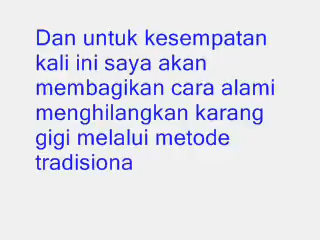 Dan untuk kesempatan
kali ini saya akan
membagikan cara alami
menghilangkan karang
gigi melalui metode
tradisiona